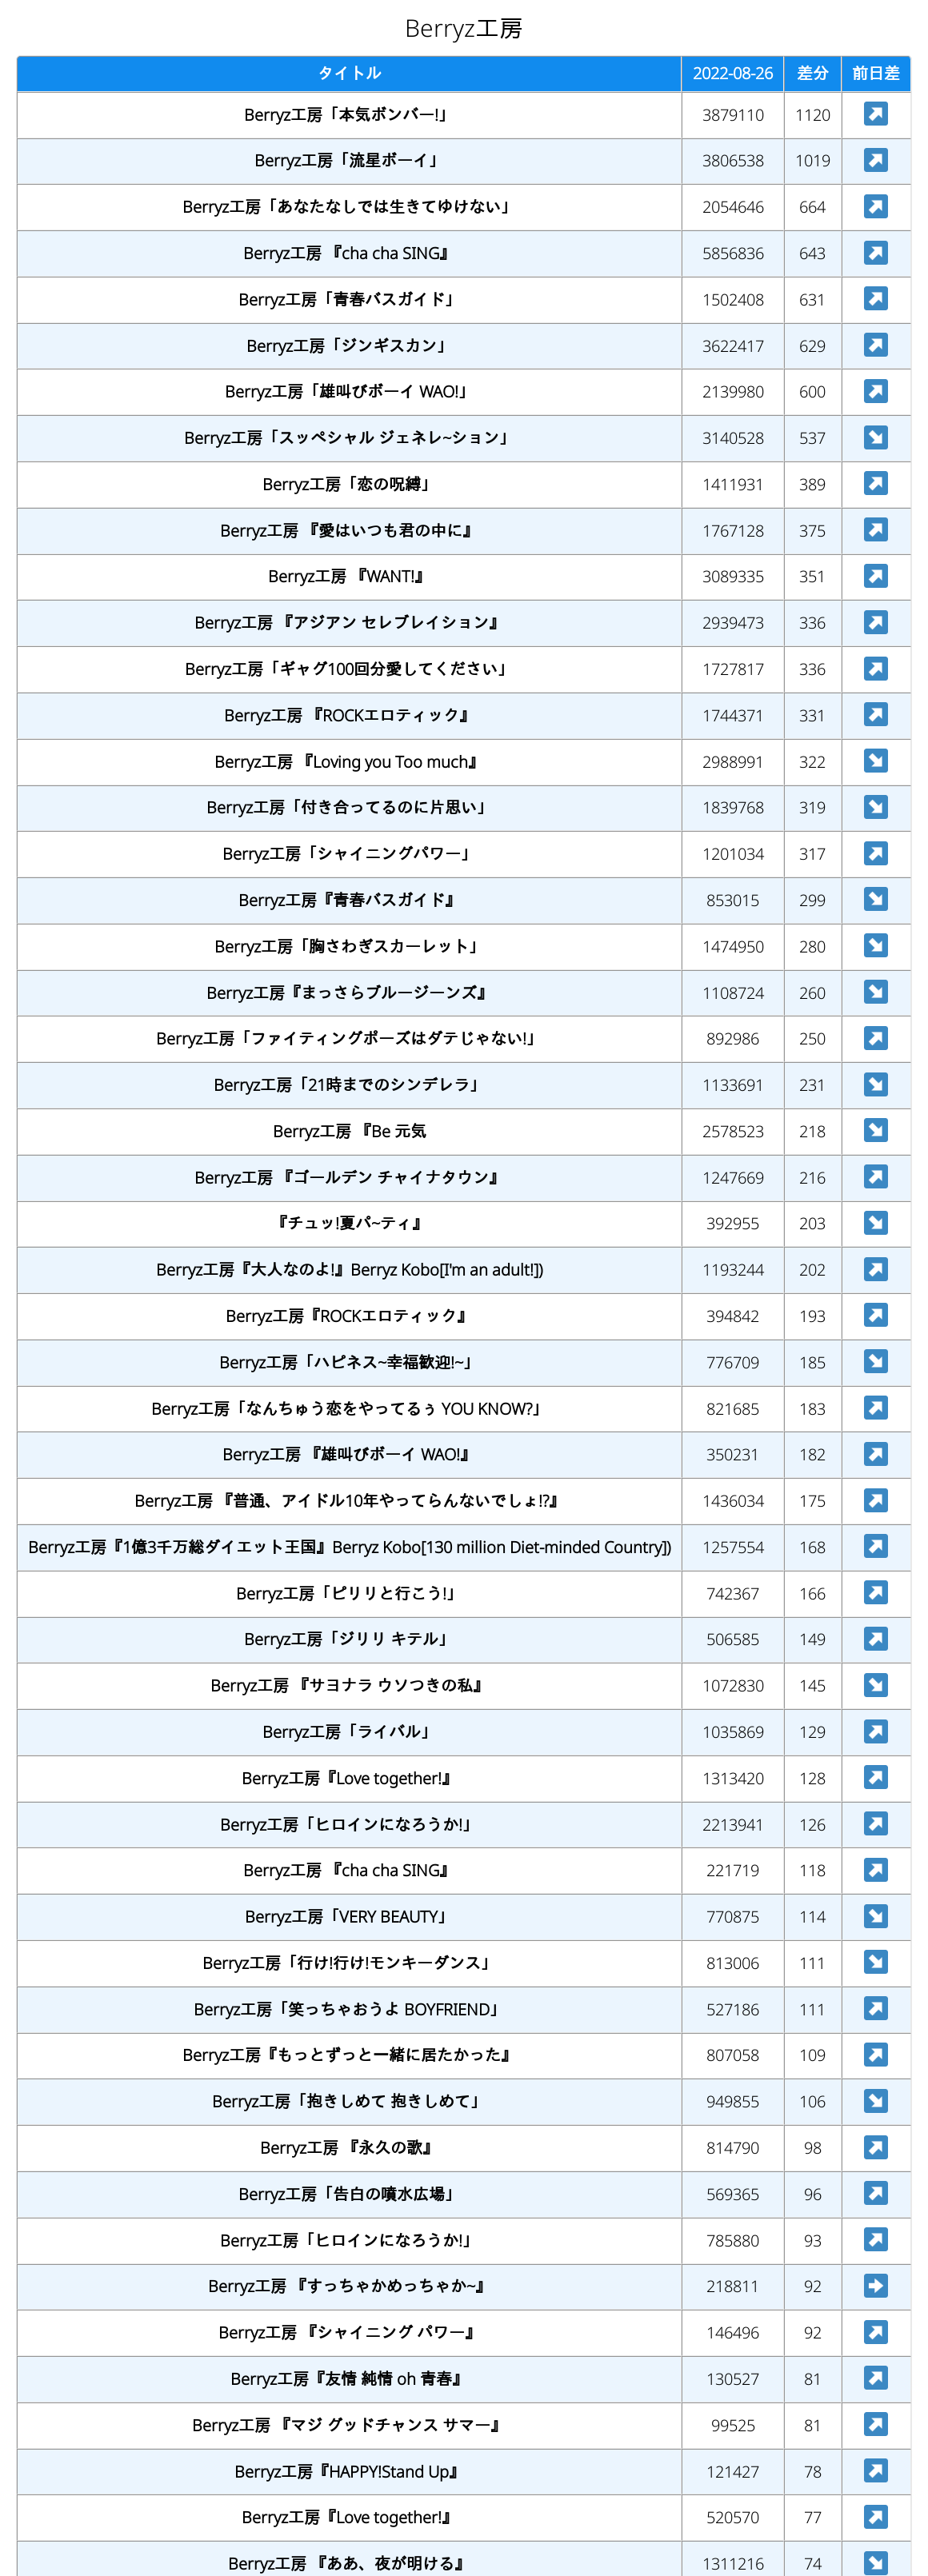 Berryz工房
タイトル 2022-08-26 差分 前日差
Berryz工房「本気ボンバー!」 3879110 1120 ↗
Berryz工房「流星ボーイ」 3806538 1019 ↗
Berryz工房「あなたなしでは生きてゆけない」 2054646 664 ↗
Berryz工房 『cha cha SING』 5856836 643 ↗
Berryz工房「青春バスガイド」 1502408 631 ↗
Berryz工房「ジンギスカン」 3622417 629 ↗
Berryz工房「雄叫びボーイ WAO!」 2139980 600 ↗
Berryz工房「スッペシャル ジェネレ~ション」 3140528 537 ↘
Berryz工房「恋の呪縛」 1411931 389 ↗
Berryz工房 『愛はいつも君の中に』 1767128 375 ↗
Berryz工房 『WANT!』 3089335 351 ↗
Berryz工房 『アジアン セレブレイション』 2939473 336 ↗
Berryz工房「ギャグ100回分愛してください」 1727817 336 ↗
Berryz工房 『ROCKエロティック』 1744371 331 ↗
Berryz工房 『Loving you Too much』 2988991 322 ↘
Berryz工房「付き合ってるのに片思い」 1839768 319 ↘
Berryz工房「シャイニングパワー」 1201034 317 ↗
Berryz工房『青春バスガイド』 853015 299 ↘
Berryz工房「胸さわぎスカーレット」 1474950 280 ↘
Berryz工房『まっさらブルージーンズ』 1108724 260 ↘
Berryz工房「ファイティングポーズはダテじゃない!」 892986 250 ↗
Berryz工房「21時までのシンデレラ」 1133691 231 ↘
Berryz工房 『Be 元気 2578523 218 ↘
Berryz工房 『ゴールデン チャイナタウン』 1247669 216 ↗
『チュッ!夏パ~ティ』 392955 203 ↘
Berryz工房『大人なのよ!』Berryz Kobo[I'm an adult!]) 1193244 202 ↗
Berryz工房『ROCKエロティック』 394842 193 ↗
Berryz工房「ハピネス~幸福歓迎!~」 776709 185 ↘
Berryz工房「なんちゅう恋をやってるぅ YOU KNOW?」 821685 183 ↗
Berryz工房 『雄叫びボーイ WAO!』 350231 182 ↗
Berryz工房 『普通、アイドル10年やってらんないでしょ!?』 1436034 175 ↗
Berryz工房『1億3千万総ダイエット王国』Berryz Kobo[130 million Diet-minded Country]) 1257554 168 ↗
Berryz工房「ピリリと行こう!」 742367 166 ↗
Berryz工房「ジリリ キテル」 506585 149 ↗
Berryz工房 『サヨナラ ウソつきの私』 1072830 145 ↘
Berryz工房「ライバル」 1035869 129 ↗
Berryz工房『Love together!』 1313420 128 ↗
Berryz工房「ヒロインになろうか!」 2213941 126 ↗
Berryz工房 『cha cha SING』 221719 118 ↗
Berryz工房「VERY BEAUTY」 770875 114 ↘
Berryz工房「行け!行け!モンキーダンス」 813006 111 ↘
Berryz工房「笑っちゃおうよ BOYFRIEND」 527186 111 ↗
Berryz工房『もっとずっと一緒に居たかった』 807058 109 ↗
Berryz工房「抱きしめて 抱きしめて」 949855 106 ↘
Berryz工房 『永久の歌』 814790 98 ↗
Berryz工房「告白の噴水広場」 569365 96 ↗
Berryz工房「ヒロインになろうか!」 785880 93 ↗
Berryz工房 『すっちゃかめっちゃか~』 218811 92 ➡
Berryz工房 『シャイニング パワー』 146496 92 ↗
Berryz工房『友情 純情 oh 青春』 130527 81 ↗
Berryz工房 『マジ グッドチャンス サマー』 99525 81 ↗
Berryz工房『HAPPY!Stand Up』 121427 78 ↗
Berryz工房『Love together!』 520570 77 ↗
Berryz工房 『ああ、夜が明ける』 1311216 74 ↘